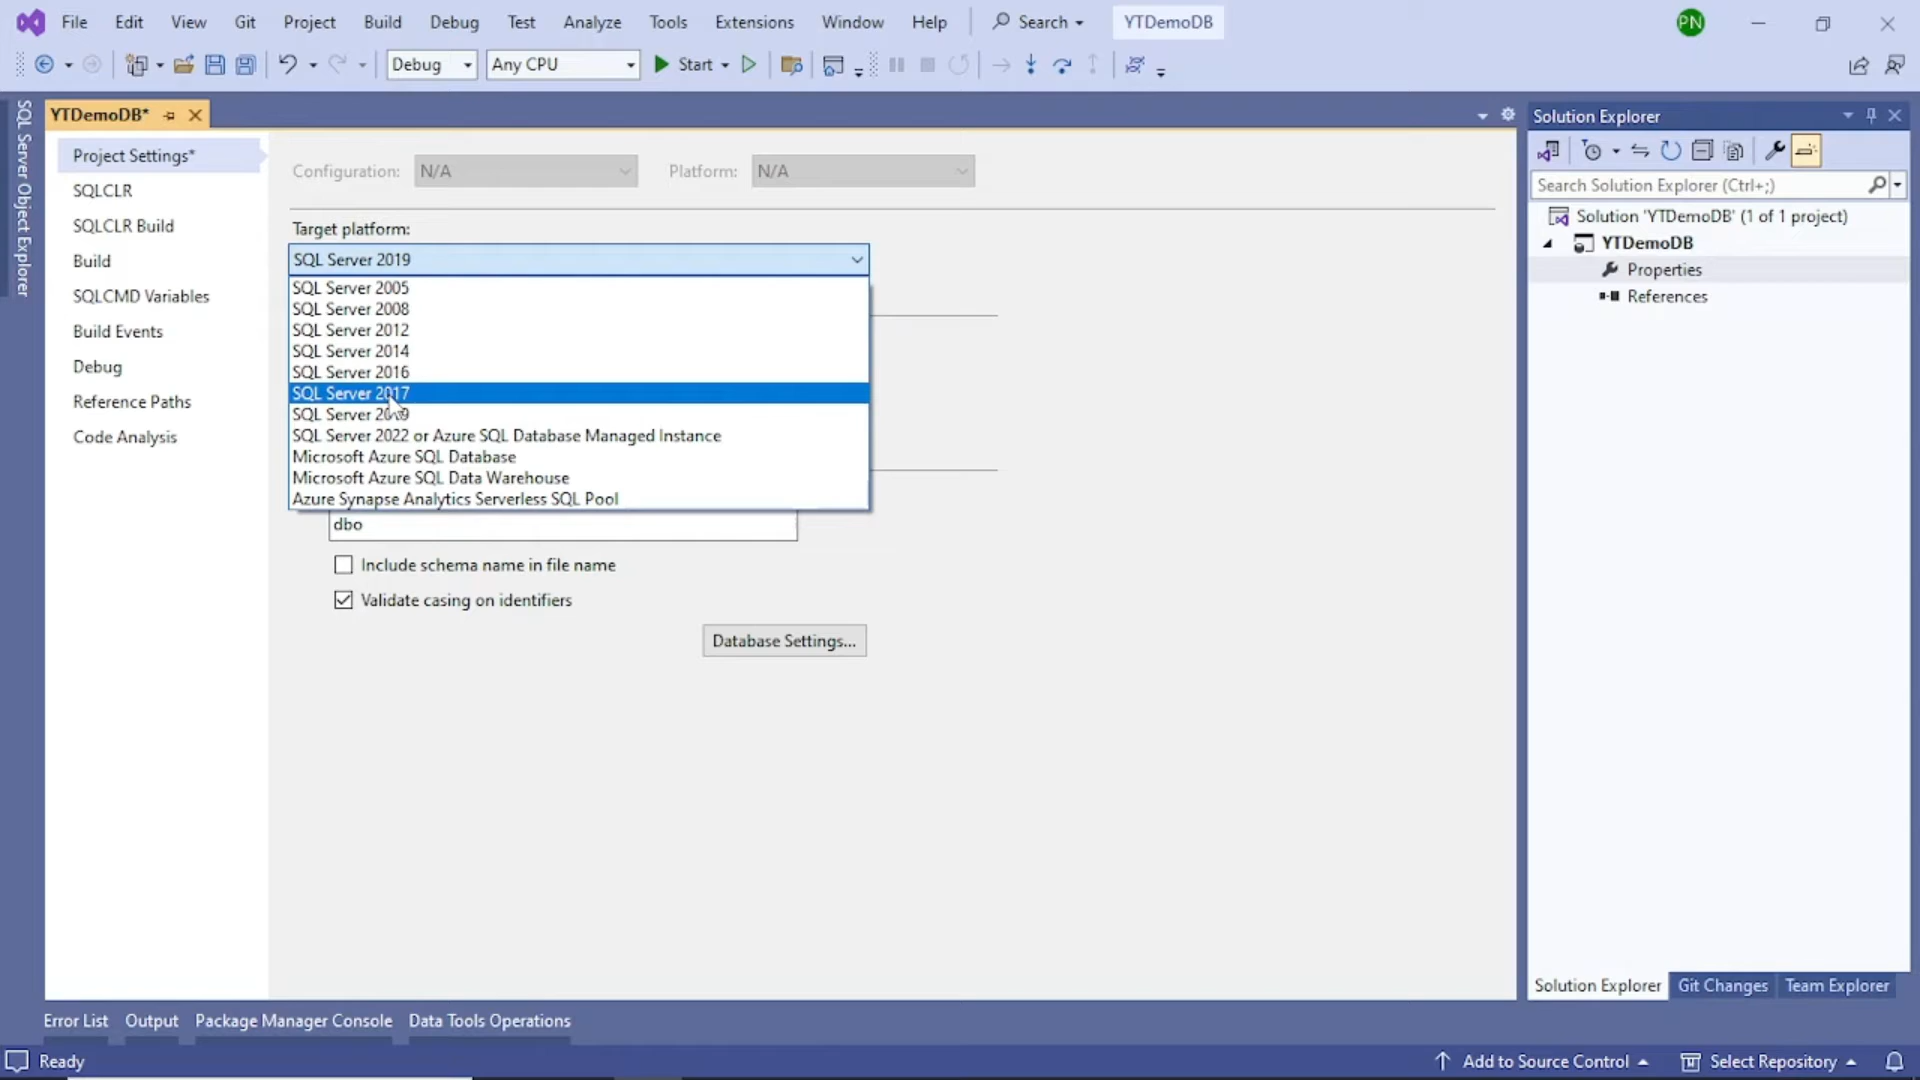 File Edit View Git Project Build Debug Test Analyze Tools Extensions Window Help Search YTDemoDB PN
Debug Any CPU Start
SQL Server Object Explorer
YTDemoDB*
Project Settings*
SQLCLR
SQLCLR Build
Build
SQLCMD Variables
Build Events
Debug
Reference Paths
Code Analysis
Configuration: N/A Platform: N/A
Target platform:
SQL Server 2019
SQL Server 2005
SQL Server 2008
SQL Server 2012
SQL Server 2014
SQL Server 2016
SQL Server 2017
SQL Server 2019
SQL Server 2022 or Azure SQL Database Managed Instance
Microsoft Azure SQL Database
Microsoft Azure SQL Data Warehouse
Azure Synapse Analytics Serverless SQL Pool
dbo
Include schema name in file name
Validate casing on identifiers
Database Settings...
Solution Explorer
Search Solution Explorer (Ctrl+;)
Solution 'YTDemoDB' (1 of 1 project)
YTDemoDB
Properties
References
Solution Explorer Git Changes Team Explorer
Error List Output Package Manager Console Data Tools Operations
Ready Add to Source Control Select Repository